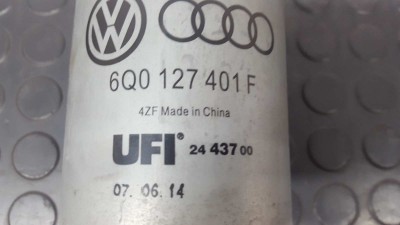 6Q0 127 401 F
4ZF Made in China
UFI® 24 437 00
07. 06. 14